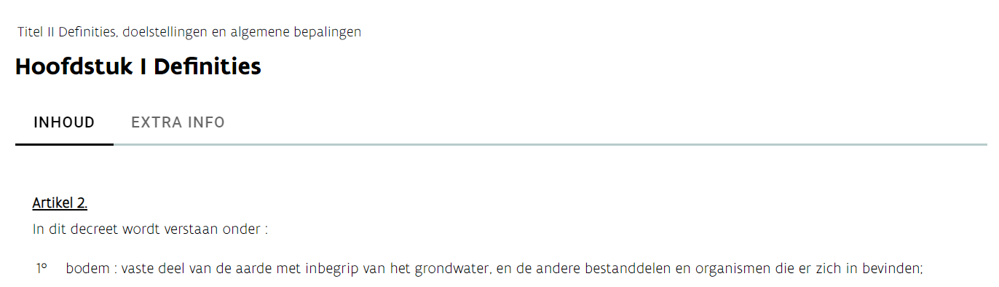 Titel II Definities, doelstellingen en algemene bepalingen
Hoofdstuk I Definities
INHOUD EXTRA INFO
Artikel 2.
In dit decreet wordt verstaan onder :
1° bodem : vaste deel van de aarde met inbegrip van het grondwater, en de andere bestanddelen en organismen die er zich in bevinden;